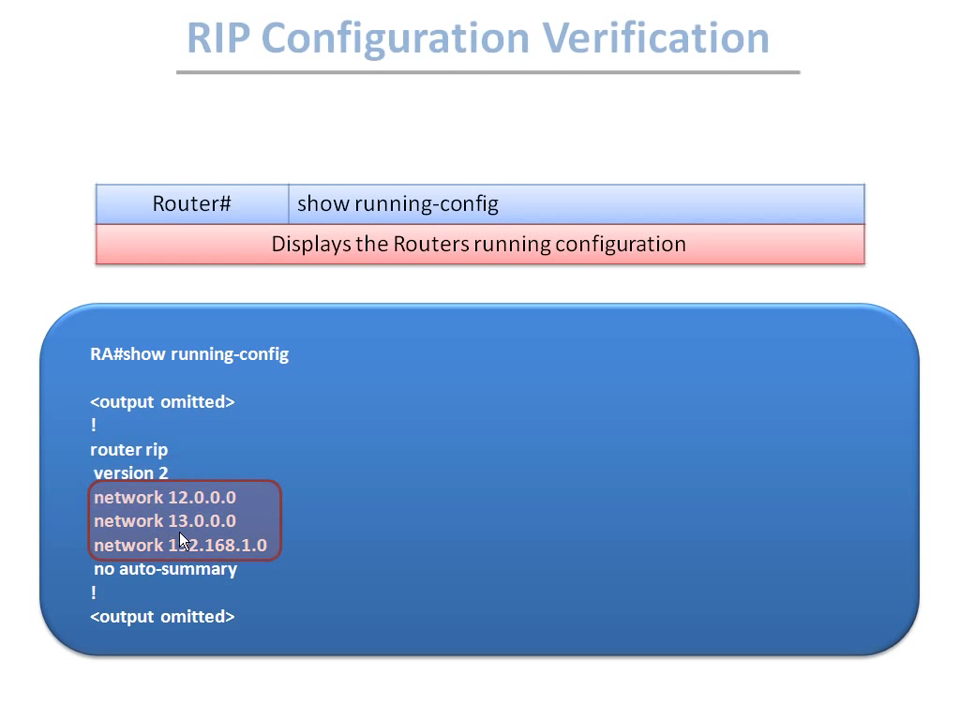 RIP Configuration Verification
Router# show running-config
Displays the Routers running configuration
RA#show running-config
<output omitted>
!
router rip
version 2
network 12.0.0.0
network 13.0.0.0
network
no auto-summary
!
<output omitted>